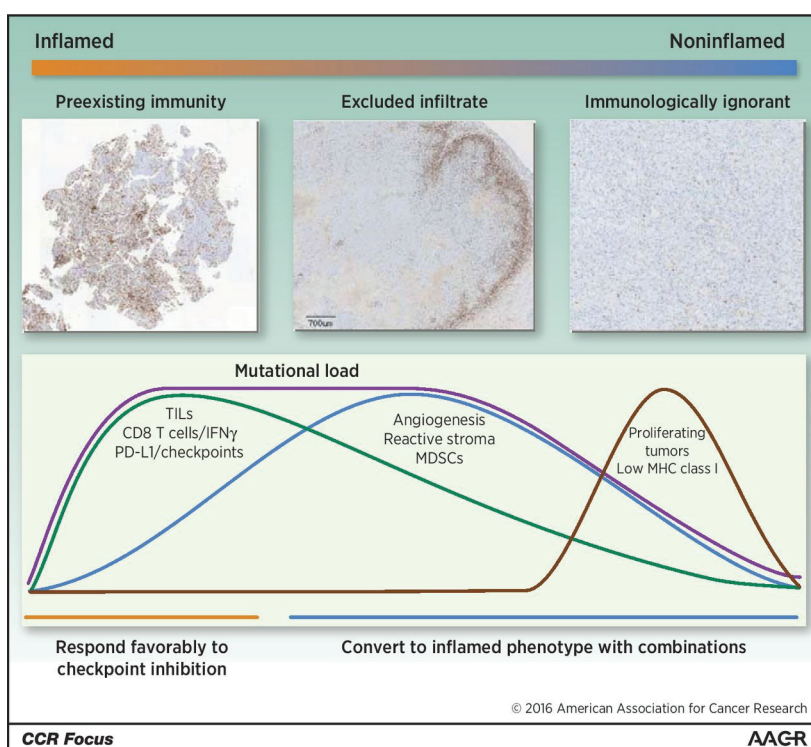 Inflamed
Noninflamed
Preexisting immunity
Excluded infiltrate
Immunologically ignorant
700µm
Mutational load
TILs
CD8 T cells/IFNγ
PD-L1/checkpoints
Angiogenesis
Reactive stroma
MDSCs
Proliferating
tumors
Low MHC class I
Respond favorably to
checkpoint inhibition
Convert to inflamed phenotype with combinations
© 2016 American Association for Cancer Research
CCR Focus
AACR